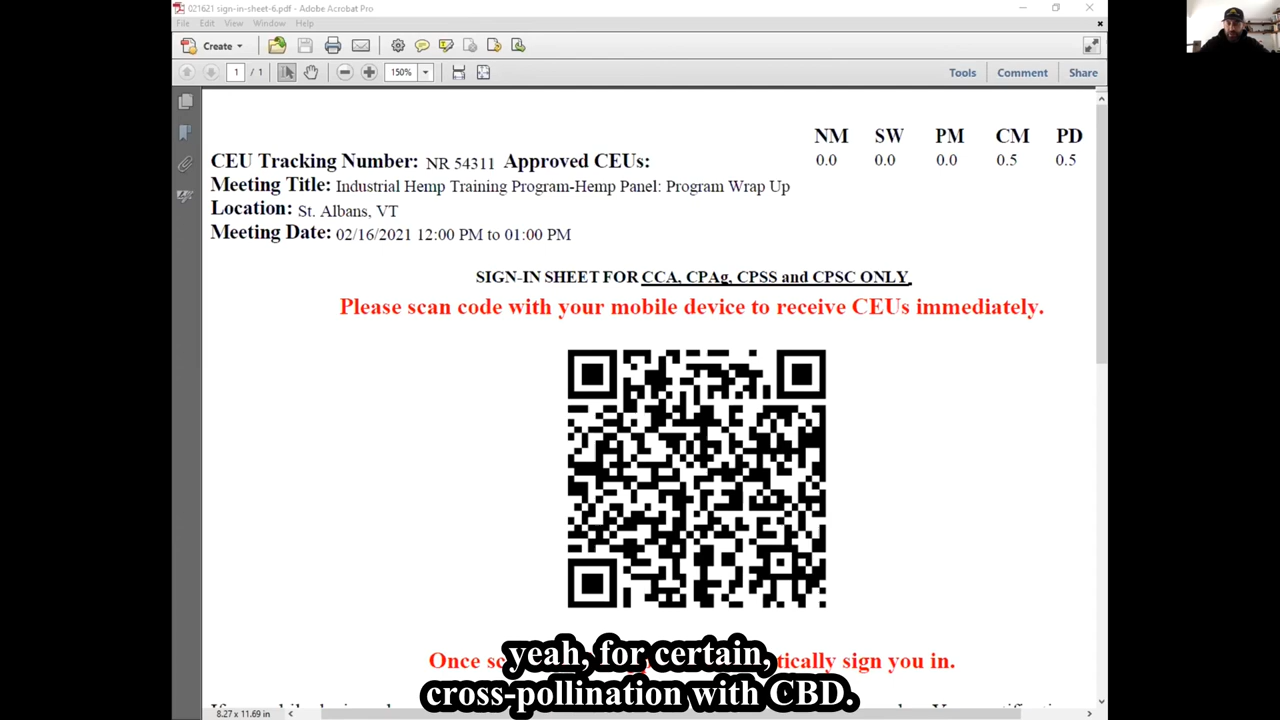 021621 sign-in-sheet-6.pdf - Adobe Acrobat Pro
File Edit View Window Help
Create
1 / 1 150% Tools Comment Share
NM SW PM CM PD
CEU Tracking Number: NR 54311 Approved CEUs: 0.0 0.0 0.0 0.5 0.5
Meeting Title: Industrial Hemp Training Program-Hemp Panel: Program Wrap Up
Location: St. Albans, VT
Meeting Date: 02/16/2021 12:00 PM to 01:00 PM
SIGN-IN SHEET FOR CCA, CPAg, CPSS and CPSC ONLY.
Please scan code with your mobile device to receive CEUs immediately.
Once sign you in.
yeah, for certain,
cross-pollination with CBD.
8.27 x 11.69 in